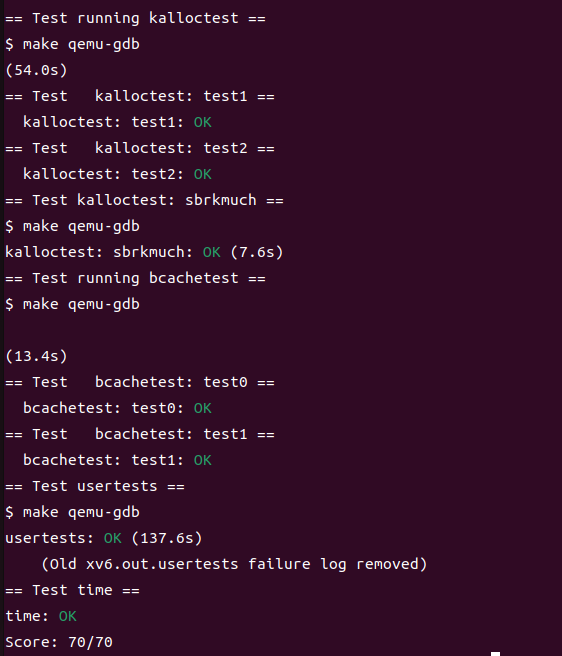 == Test running kalloctest ==
$ make qemu-gdb
(54.0s)
== Test   kalloctest: test1 ==
  kalloctest: test1: OK
== Test   kalloctest: test2 ==
  kalloctest: test2: OK
== Test kalloctest: sbrkmuch ==
$ make qemu-gdb
kalloctest: sbrkmuch: OK (7.6s)
== Test running bcachetest ==
$ make qemu-gdb

(13.4s)
== Test   bcachetest: test0 ==
  bcachetest: test0: OK
== Test   bcachetest: test1 ==
  bcachetest: test1: OK
== Test usertests ==
$ make qemu-gdb
usertests: OK (137.6s)
    (Old xv6.out.usertests failure log removed)
== Test time ==
time: OK
Score: 70/70